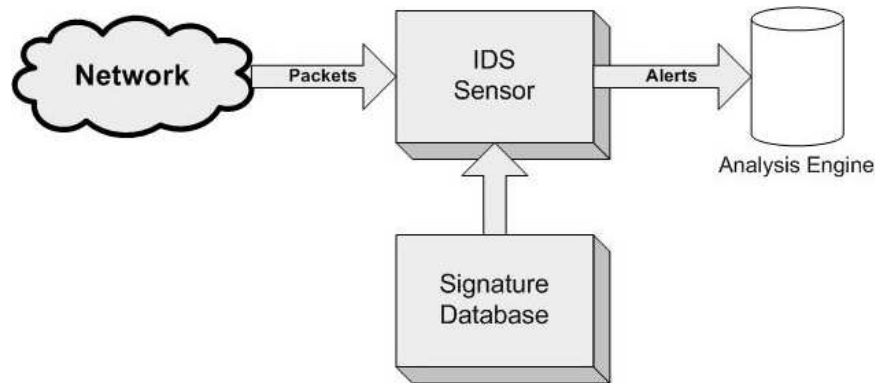 Network
Packets
IDS
Sensor
Alerts
Analysis Engine
Signature
Database